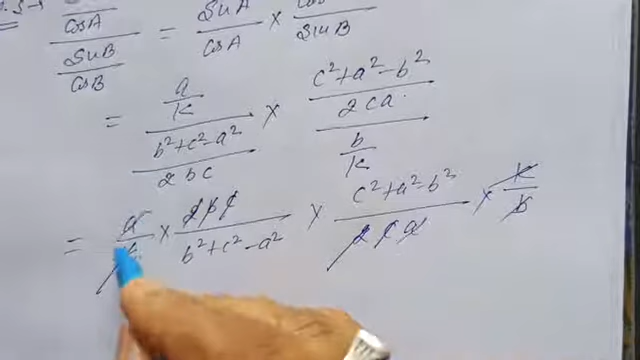 sinA/cosA / sinB/cosB = sinA/cosA × cosB/sinB
= a/k / (b²+c²-a²)/2bc × (c²+a²-b²)/2ca / b/k
= a/k × 2bc/(b²+c²-a²) × (c²+a²-b²)/2ca × k/b